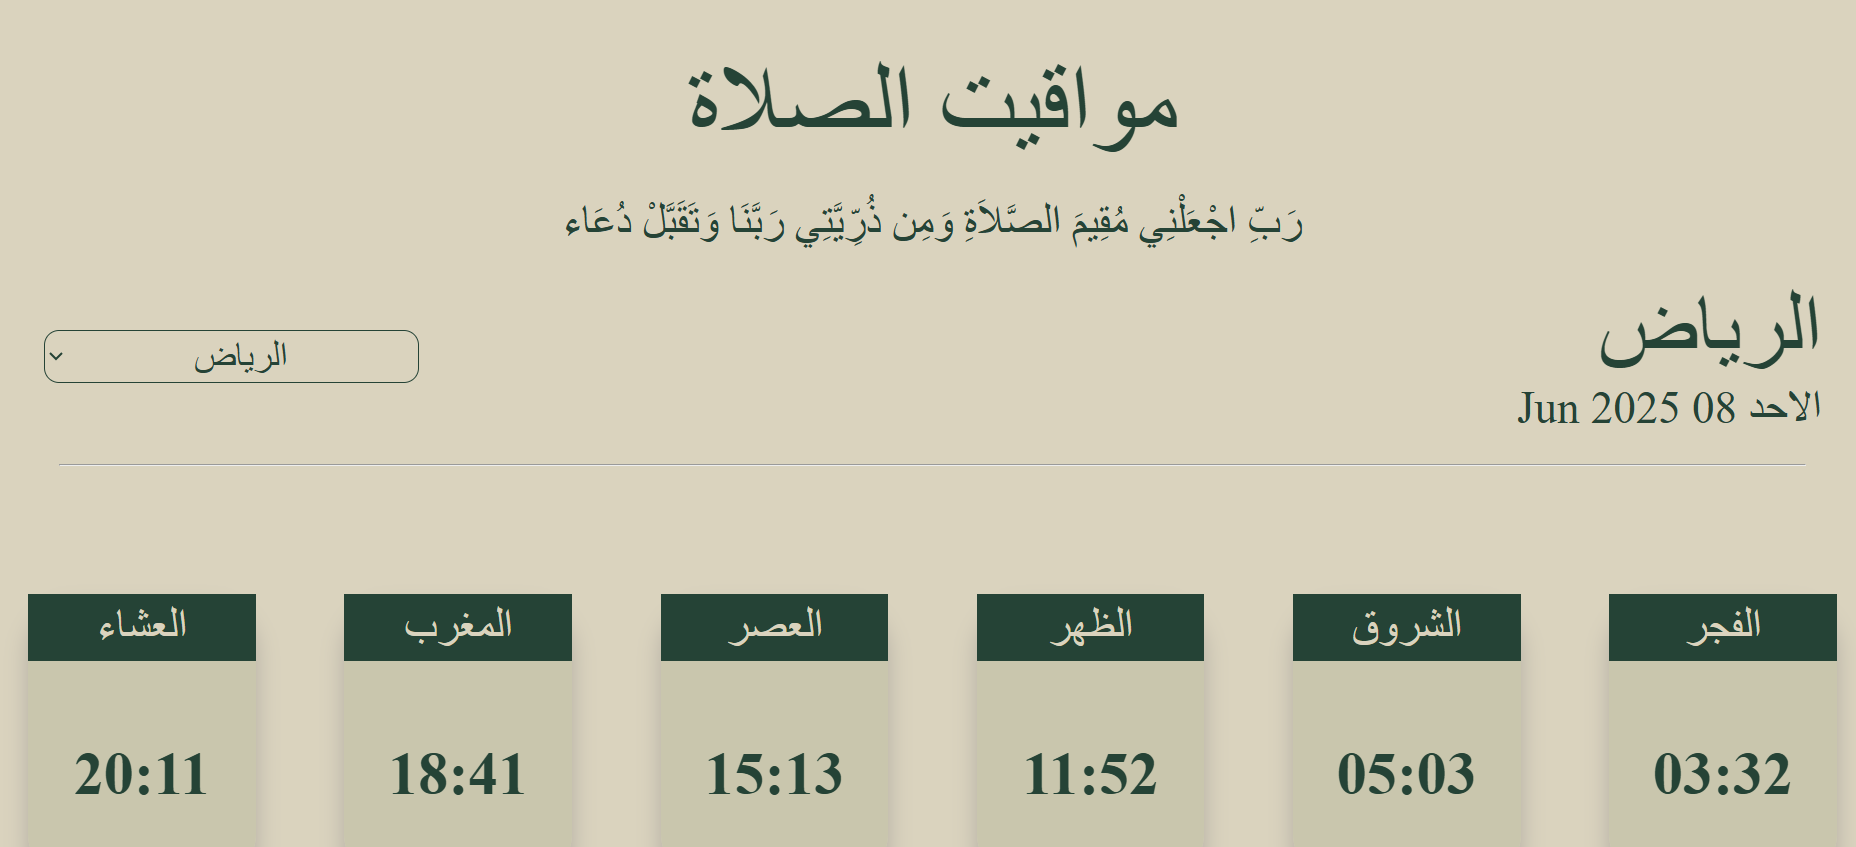 مواقيت الصلاة
رَبِّ اجْعَلْنِي مُقِيمَ الصَّلاَةِ وَمِن ذُرِّيَّتِي رَبَّنَا وَتَقَبَّلْ دُعَاء
الرياض
الاحد 08 Jun 2025
الرياض
الفجر
03:32
الشروق
05:03
الظهر
11:52
العصر
15:13
المغرب
18:41
العشاء
20:11